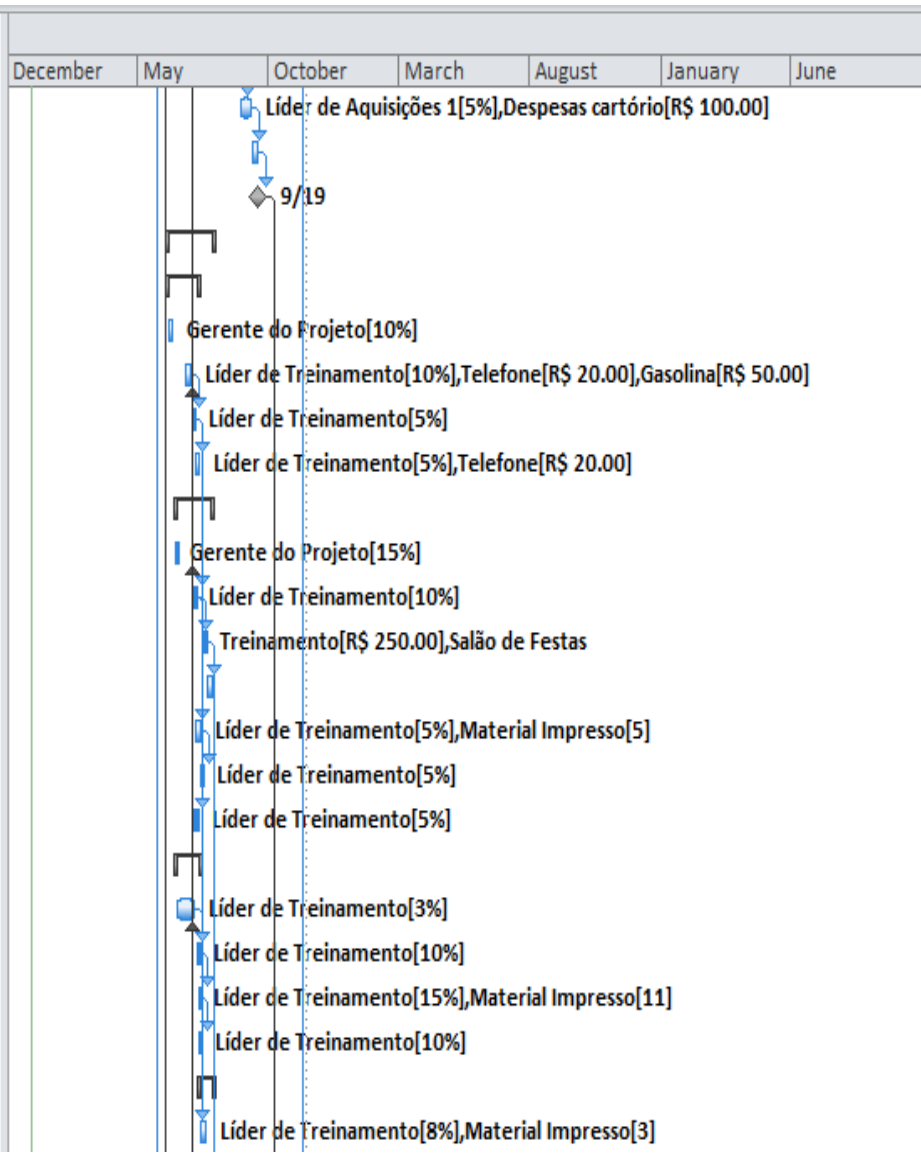 December May October March August January June
Líder de Aquisições 1[5%],Despesas cartório[R$ 100.00]
9/19
Gerente do Projeto[10%]
Líder de Treinamento[10%],Telefone[R$ 20.00],Gasolina[R$ 50.00]
Líder de Treinamento[5%]
Líder de Treinamento[5%],Telefone[R$ 20.00]
Gerente do Projeto[15%]
Líder de Treinamento[10%]
Treinamento[R$ 250.00],Salão de Festas
Líder de Treinamento[5%],Material Impresso[5]
Líder de Treinamento[5%]
Líder de Treinamento[5%]
Líder de Treinamento[3%]
Líder de Treinamento[10%]
Líder de Treinamento[15%],Material Impresso[11]
Líder de Treinamento[10%]
Líder de Treinamento[8%],Material Impresso[3]